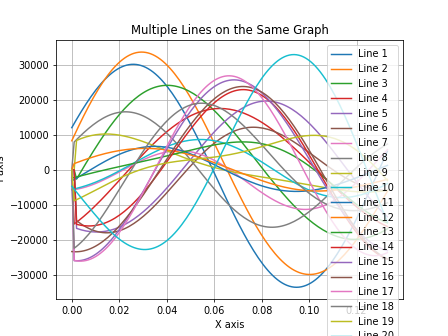 Multiple Lines on the Same Graph
30000
20000
10000
0
−10000
−20000
−30000
0.00
0.02
0.04
0.06
0.08
0.10
X axis
Line 1
Line 2
Line 3
Line 4
Line 5
Line 6
Line 7
Line 8
Line 9
Line 10
Line 11
Line 12
Line 13
Line 14
Line 15
Line 16
Line 17
Line 18
Line 19
Line 20